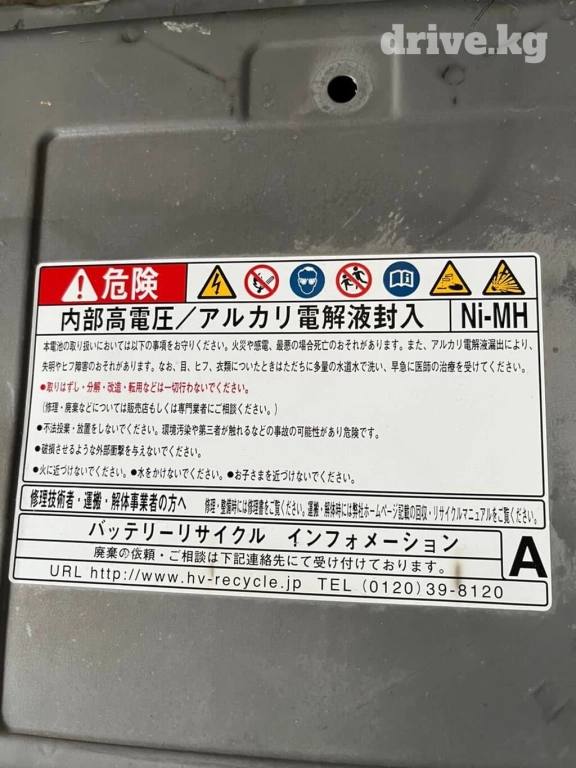 drive.kg
危険
内部高電圧/アルカリ電解液封入 Ni-MH
本電池の取り扱いにおいては以下の事項をお守りください。火災や感電、最悪の場合死亡のおそれがあります。また、アルカリ電解液漏出により、
失明やヒフ障害のおそれがあります。なお、目、ヒフ、衣類についたときはただちに多量の水道水で洗い、早急に医師の治療を受けてください。
●取りはずし・分解・改造・転用などは一切行わないでください。
(修理・廃棄などについては販売店もしくは専門業者にご相談ください。)
●不法投棄・放置をしないでください。環境汚染や第三者が触れるなどの事故の可能性があり危険です。
●破損させるような外部衝撃を与えないでください。
●火に近づけないでください。●水をかけないでください。●お子さまを近づけないでください。
修理技術者・運搬・解体事業者の方へ 修理・整備時には修理書をご覧ください。運搬・解体時には弊社ホームページ記載の回収・リサイクルマニュアルをご覧ください。
バッテリーリサイクル インフォメーション
廃棄の依頼・ご相談は下記連絡先にて受け付けております。
URL http://www.hv-recycle.jp TEL (0120)39-8120
A